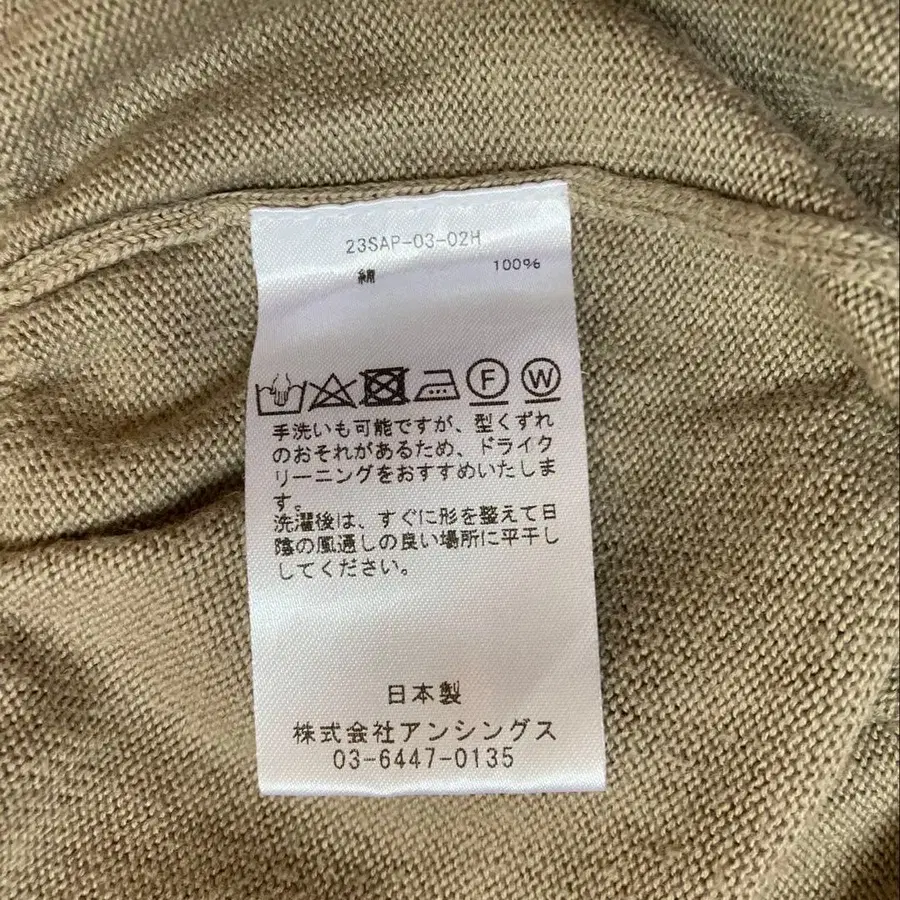 23SAP-03-02H
綿 100%
F W
手洗いも可能ですが、型くずれ
のおそれがあるため、ドライク
リーニングをおすすめいたしま
す。
洗濯後は、すぐに形を整えて日
陰の風通しの良い場所に平干し
してください。
日本製
株式会社アンシングス
03-6447-0135